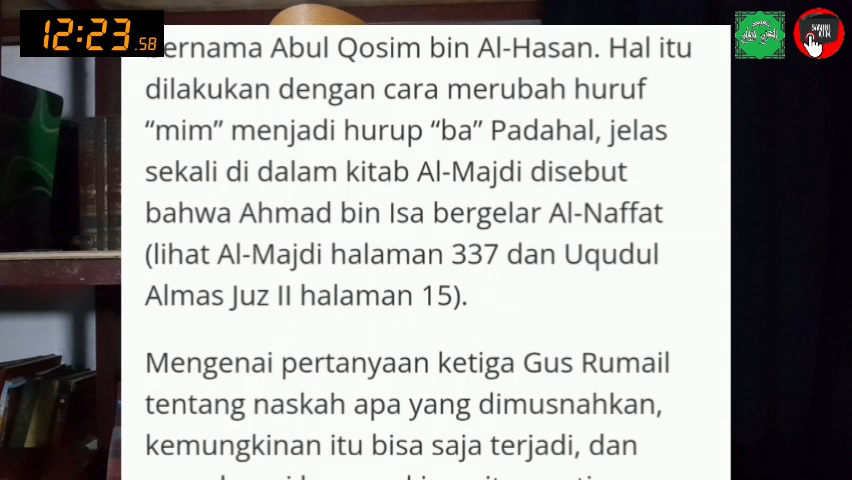 12:23.58
ernama Abul Qosim bin Al-Hasan. Hal itu
dilakukan dengan cara merubah huruf
“mim” menjadi hurup “ba” Padahal, jelas
sekali di dalam kitab Al-Majdi disebut
bahwa Ahmad bin Isa bergelar Al-Naffat
(lihat Al-Majdi halaman 337 dan Uqudul
Almas Juz II halaman 15).
Mengenai pertanyaan ketiga Gus Rumail
tentang naskah apa yang dimusnahkan,
kemungkinan itu bisa saja terjadi, dan